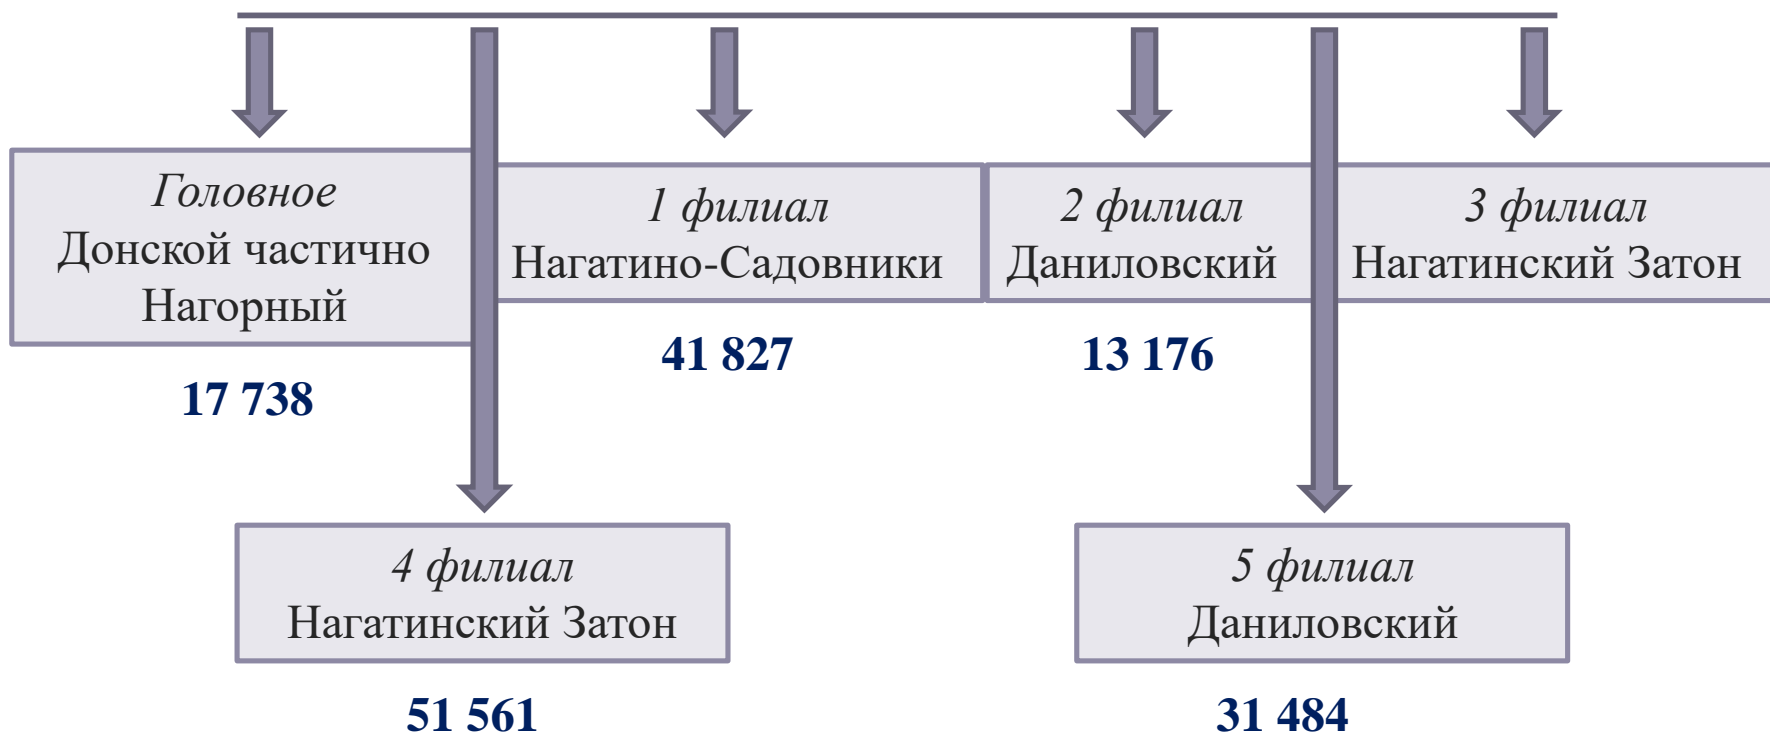 Головное
Донской частично
Нагорный
17 738
1 филиал
Нагатино-Садовники
41 827
2 филиал
Даниловский
13 176
3 филиал
Нагатинский Затон
4 филиал
Нагатинский Затон
51 561
5 филиал
Даниловский
31 484